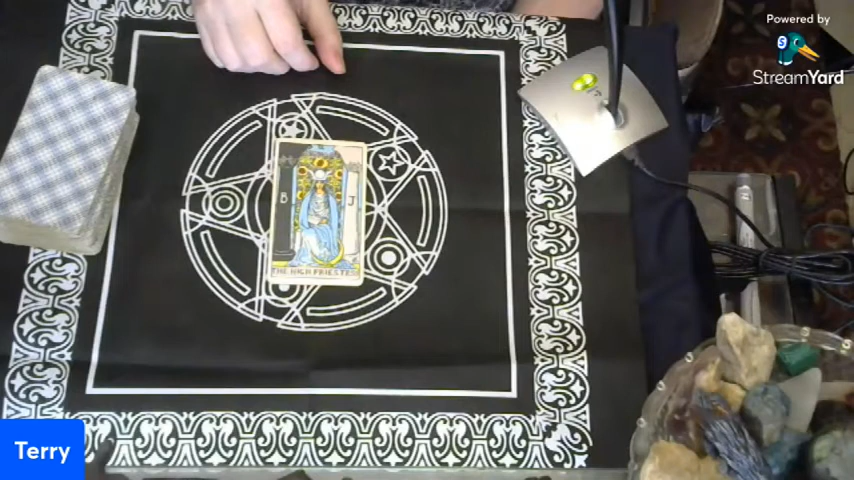 Powered by
S
StreamYard
B
J
THE HIGH PRIESTESS
Terry